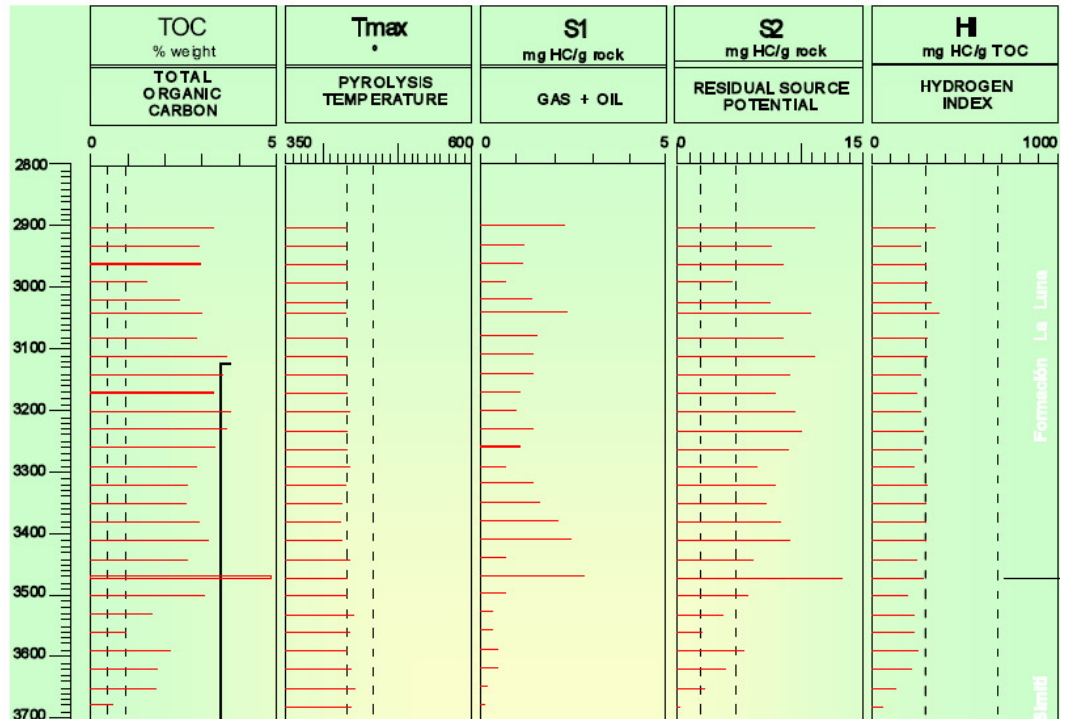 TOC
% weight
TOTAL
ORGANIC
CARBON
Tmax
°
PYROLYSIS
TEMPERATURE
S1
mg HC/g rock
GAS + OIL
S2
mg HC/g rock
RESIDUAL SOURCE
POTENTIAL
HI
mg HC/g TOC
HYDROGEN
INDEX
0 5 350 600 0 5 0 15 0 1000
2800
2900
3000
3100
3200
3300
3400
3500
3600
3700
Formación La Luna
Simití